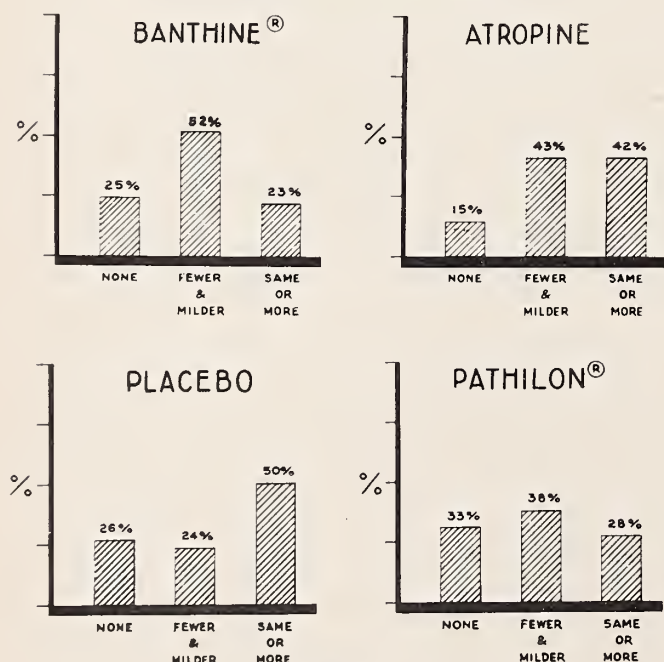 BANTHINE®
%
25%
52%
23%
NONE
FEWER
&
MILDER
SAME
OR
MORE
ATROPINE
%
15%
43%
42%
NONE
FEWER
&
MILDER
SAME
OR
MORE
PLACEBO
%
26%
24%
50%
NONE
FEWER
&
MILDER
SAME
OR
MORE
PATHILON®
%
33%
38%
28%
NONE
FEWER
&
MILDER
SAME
OR
MORE